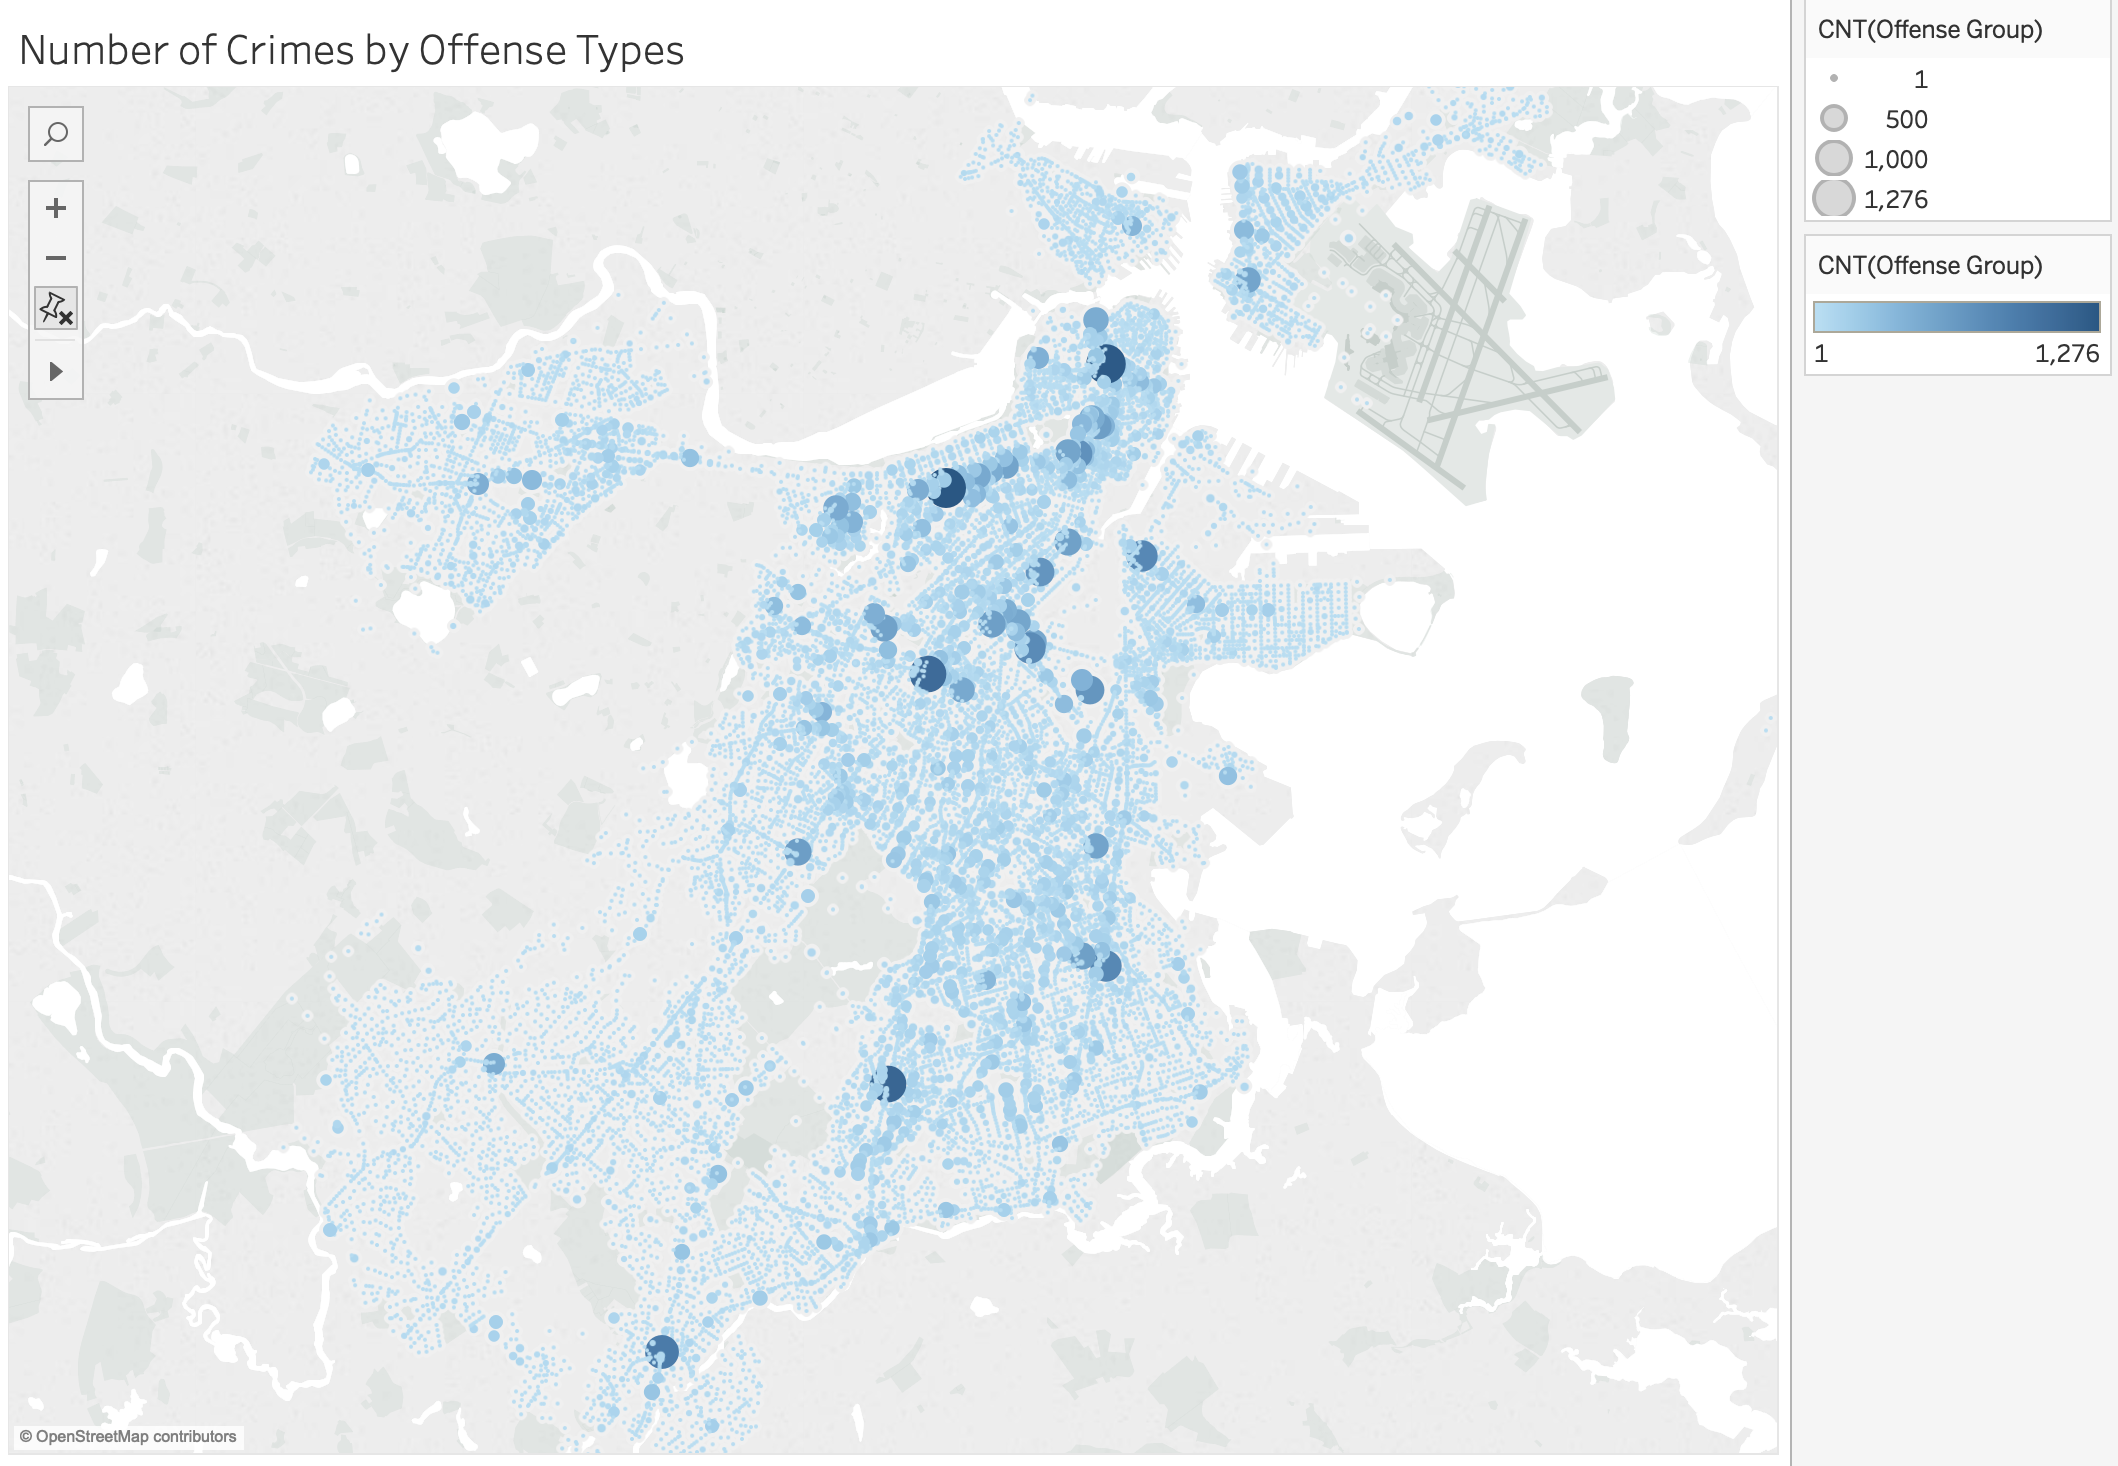 Number of Crimes by Offense Types
CNT(Offense Group)
1
500
1,000
1,276
CNT(Offense Group)
1 1,276
© OpenStreetMap contributors